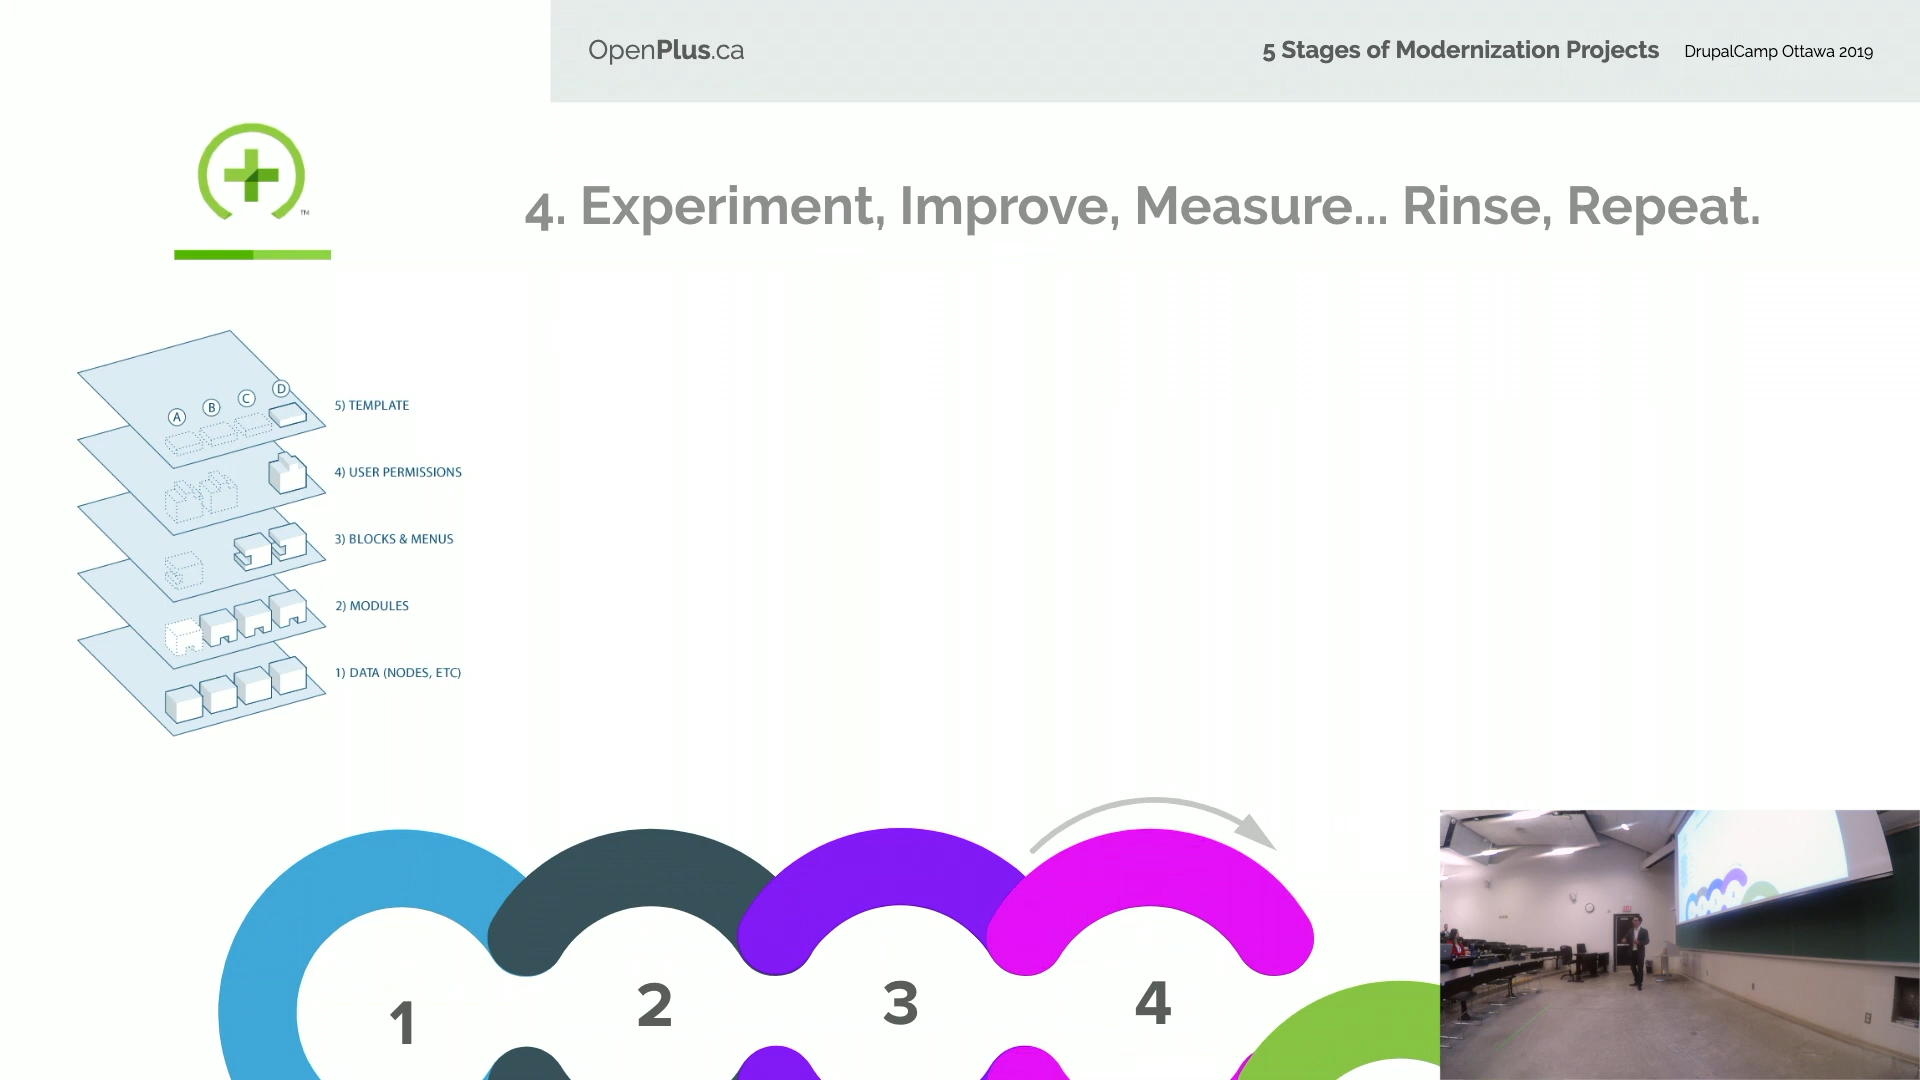 OpenPlus.ca
5 Stages of Modernization Projects DrupalCamp Ottawa 2019
TM
4. Experiment, Improve, Measure... Rinse, Repeat.
A B C D
5) TEMPLATE
4) USER PERMISSIONS
3) BLOCKS & MENUS
2) MODULES
1) DATA (NODES, ETC)
1 2 3 4